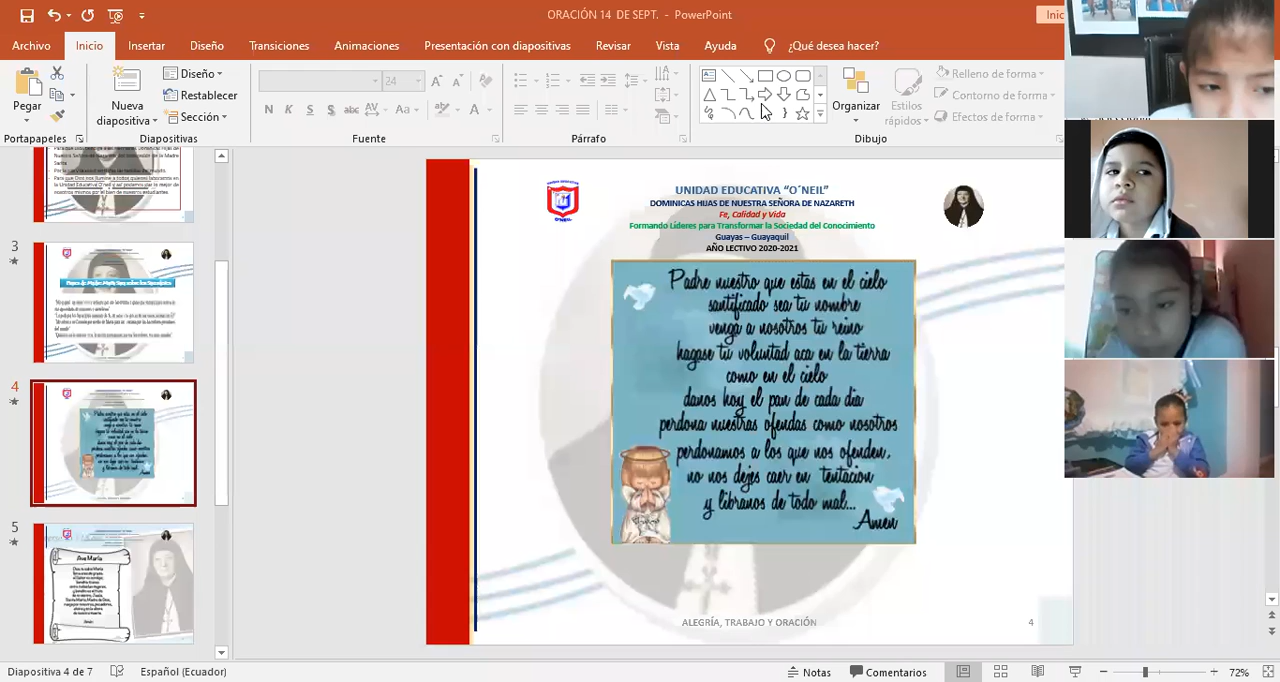 ORACIÓN 14 DE SEPT. - PowerPoint
Archivo Inicio Insertar Diseño Transiciones Animaciones Presentación con diapositivas Revisar Vista Ayuda ¿Qué desea hacer?
Pegar
Portapapeles
Nueva
diapositiva
Diseño
Restablecer
Sección
Diapositivas
24
N K S S abc AV Aa A
Fuente
Párrafo
Organizar
Estilos
rápidos
Relleno de forma
Contorno de forma
Efectos de forma
Dibujo
3
4
5
Ave María
UNIDAD EDUCATIVA “O´NEIL”
DOMINICAS HIJAS DE NUESTRA SEÑORA DE NAZARETH
Fe, Calidad y Vida
Formando Líderes para Transformar la Sociedad del Conocimiento
Guayas – Guayaquil
AÑO LECTIVO 2020-2021
Padre nuestro que estas en el cielo
santificado sea tu nombre
venga a nosotros tu reino
hagase tu voluntad aca en la tierra
como en el cielo
danos hoy el pan de cada dia
perdona nuestras ofendas como nosotros
perdonamos a los que nos ofenden,
no nos dejes caer en tentacion
y libranos de todo mal...
Amen
ALEGRÍA, TRABAJO Y ORACIÓN
4
Diapositiva 4 de 7
Español (Ecuador)
Notas
Comentarios
72%